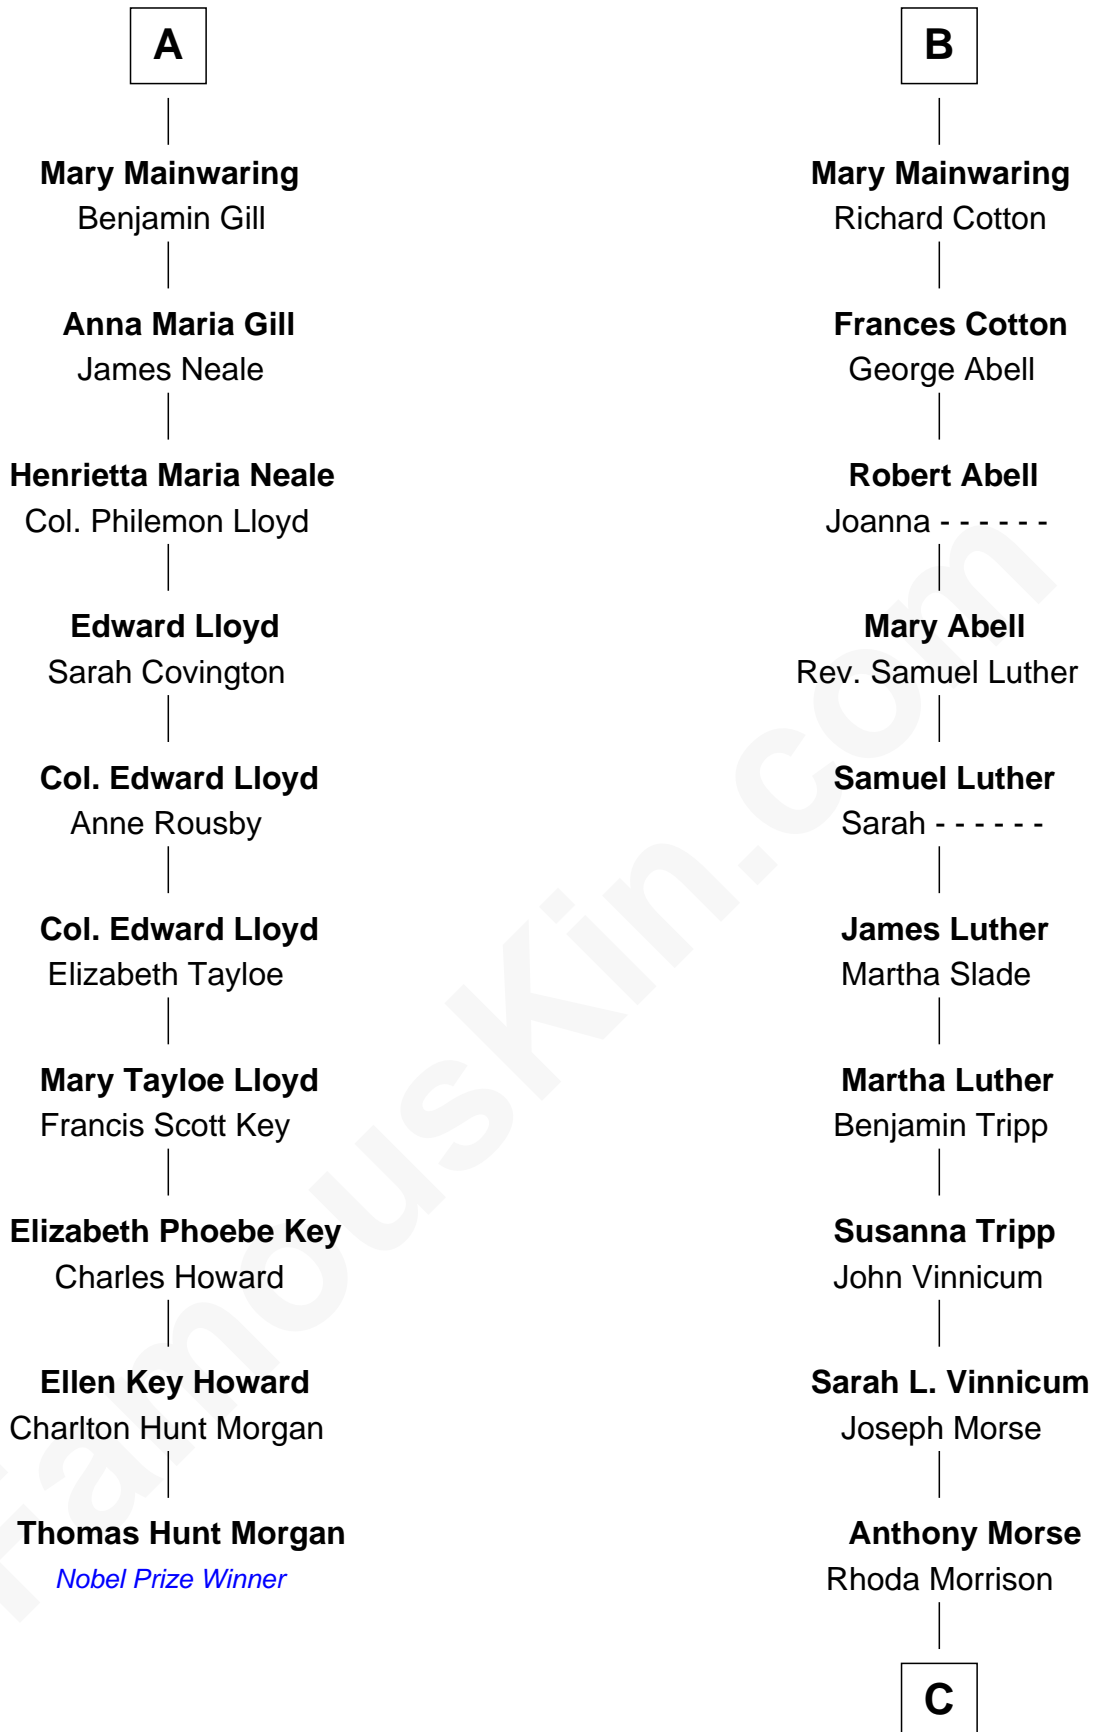 A
Mary Mainwaring
Benjamin Gill
Anna Maria Gill
James Neale
Henrietta Maria Neale
Col. Philemon Lloyd
Edward Lloyd
Sarah Covington
Col. Edward Lloyd
Anne Rousby
Col. Edward Lloyd
Elizabeth Tayloe
Mary Tayloe Lloyd
Francis Scott Key
Elizabeth Phoebe Key
Charles Howard
Ellen Key Howard
Charlton Hunt Morgan
Thomas Hunt Morgan
Nobel Prize Winner
B
Mary Mainwaring
Richard Cotton
Frances Cotton
George Abell
Robert Abell
Joanna - - - - - -
Mary Abell
Rev. Samuel Luther
Samuel Luther
Sarah - - - - - -
James Luther
Martha Slade
Martha Luther
Benjamin Tripp
Susanna Tripp
John Vinnicum
Sarah L. Vinnicum
Joseph Morse
Anthony Morse
Rhoda Morrison
C
FamousKin.com